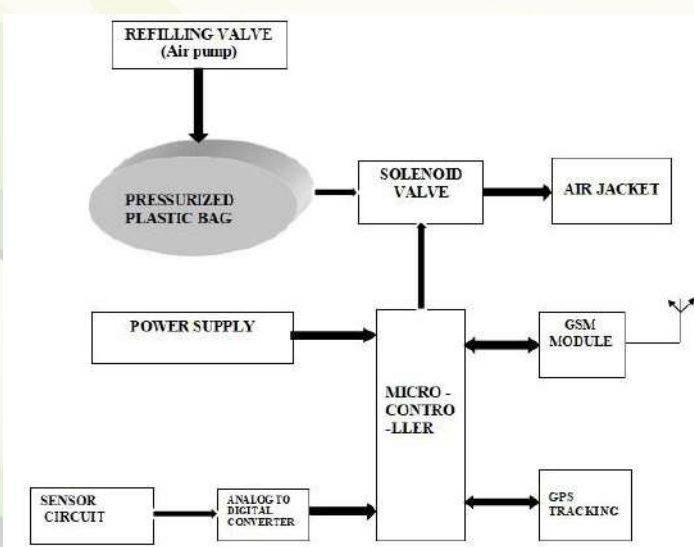 REFILLING VALVE
(Air pump)
PRESSURIZED
PLASTIC BAG
SOLENOID
VALVE
AIR JACKET
POWER SUPPLY
GSM
MODULE
MICRO -
CONTRO
-LLER
SENSOR
CIRCUIT
ANALOG TO
DIGITAL
CONVERTER
GPS
TRACKING